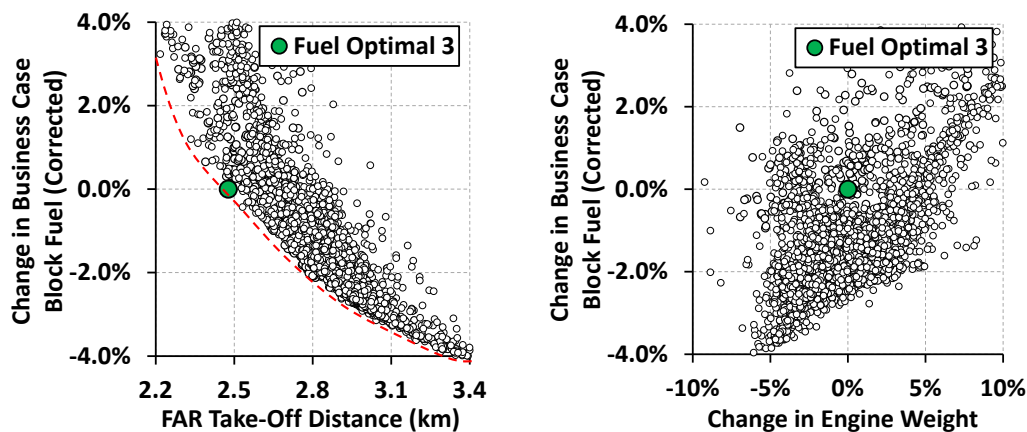 Change in Business Case
Block Fuel (Corrected)
4.0%
2.0%
0.0%
-2.0%
-4.0%
Fuel Optimal 3
2.2
2.5
2.8
3.1
3.4
FAR Take-Off Distance (km)
Change in Business Case
Block Fuel (Corrected)
4.0%
2.0%
0.0%
-2.0%
-4.0%
Fuel Optimal 3
-10%
-5%
0%
5%
10%
Change in Engine Weight